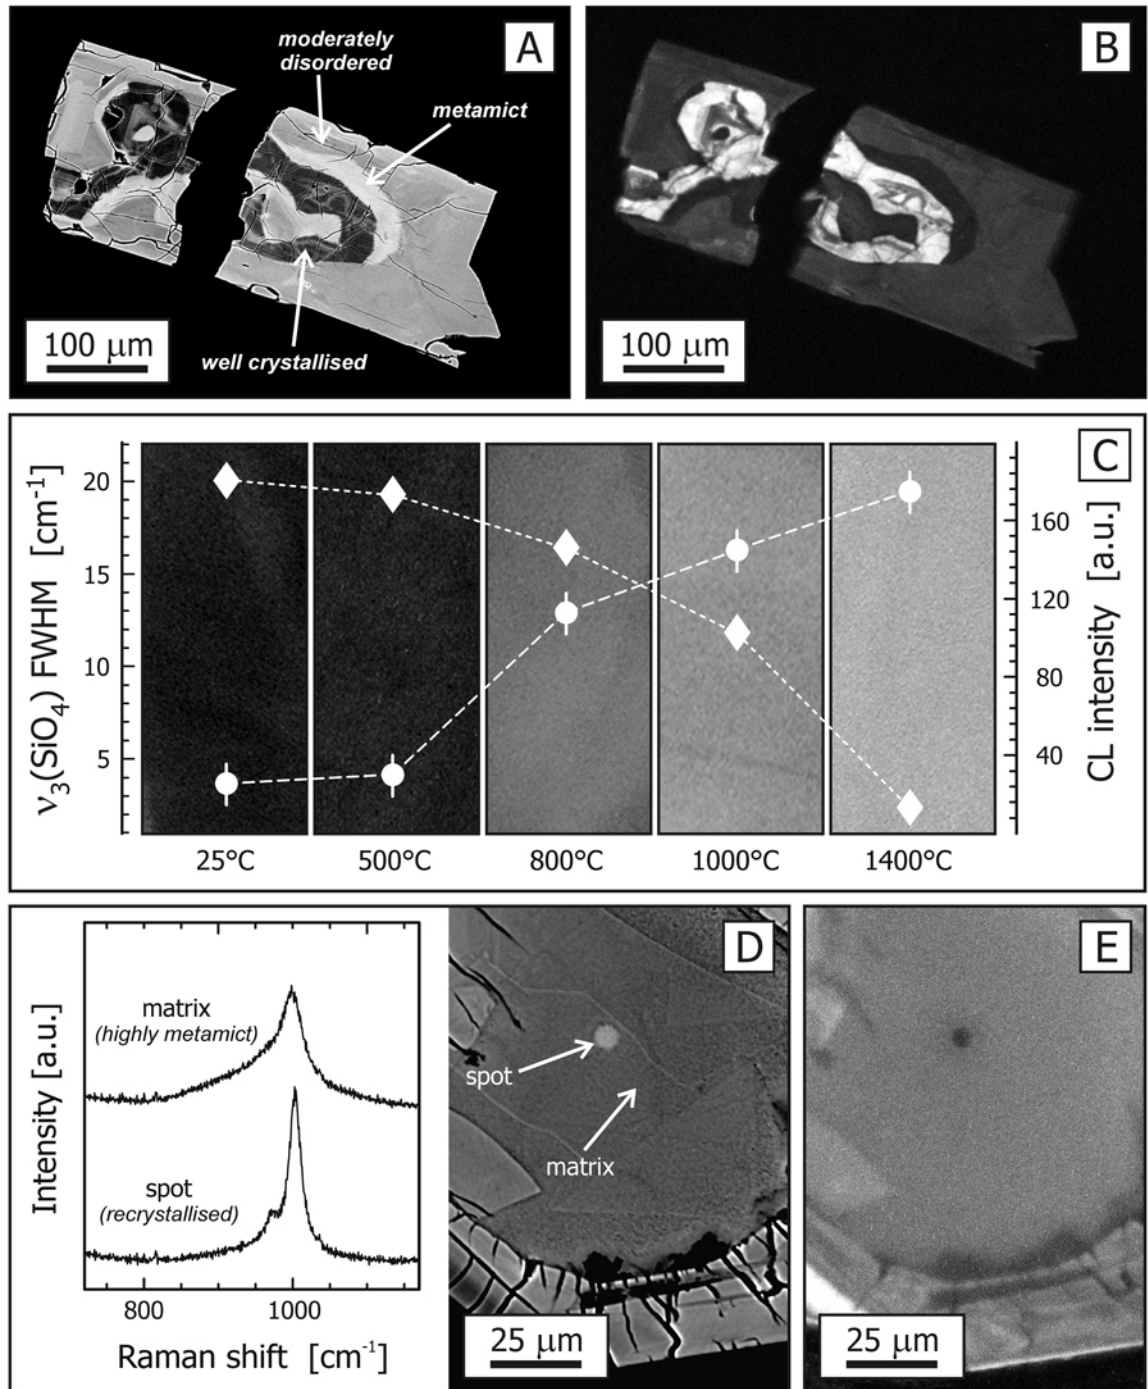 A
moderately
disordered
metamict
well crystallised
100 μm
B
100 μm
C
ν₃(SiO₄) FWHM [cm⁻¹]
20
15
10
5
CL intensity [a.u.]
160
120
80
40
25°C
500°C
800°C
1000°C
1400°C
Intensity [a.u.]
matrix
(highly metamict)
spot
(recrystallised)
800
1000
Raman shift [cm⁻¹]
D
spot
matrix
25 μm
E
25 μm